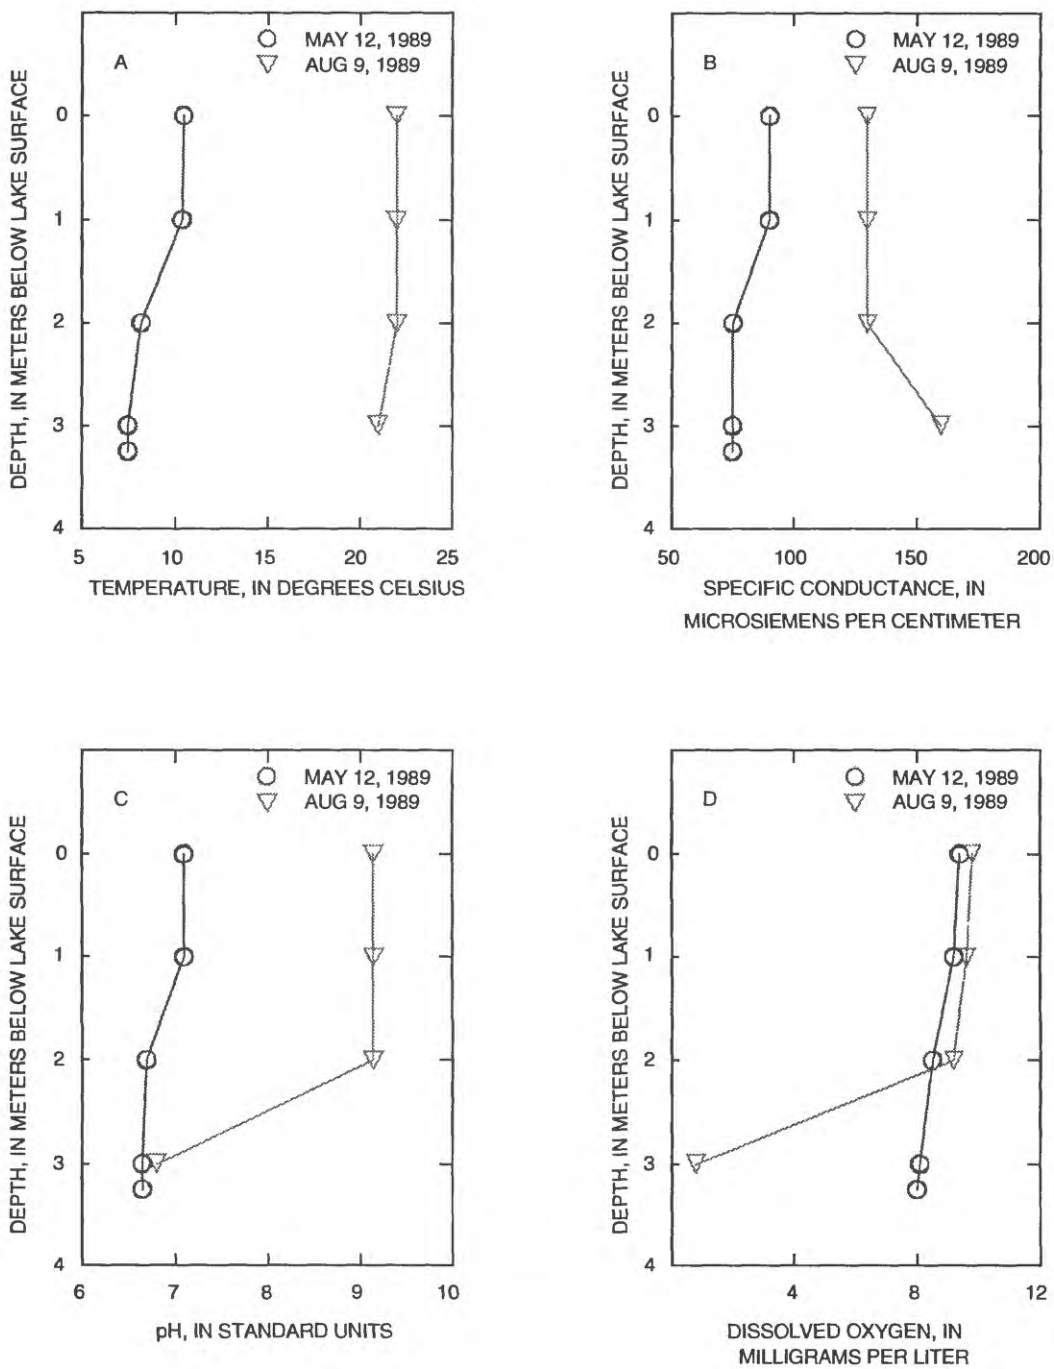 MAY 12, 1989
AUG 9, 1989
A
DEPTH, IN METERS BELOW LAKE SURFACE
0
1
2
3
4
5 10 15 20 25
TEMPERATURE, IN DEGREES CELSIUS
MAY 12, 1989
AUG 9, 1989
B
DEPTH, IN METERS BELOW LAKE SURFACE
0
1
2
3
4
50 100 150 200
SPECIFIC CONDUCTANCE, IN
MICROSIEMENS PER CENTIMETER
MAY 12, 1989
AUG 9, 1989
C
DEPTH, IN METERS BELOW LAKE SURFACE
0
1
2
3
4
6 7 8 9 10
pH, IN STANDARD UNITS
MAY 12, 1989
AUG 9, 1989
D
DEPTH, IN METERS BELOW LAKE SURFACE
0
1
2
3
4
4 8 12
DISSOLVED OXYGEN, IN
MILLIGRAMS PER LITER